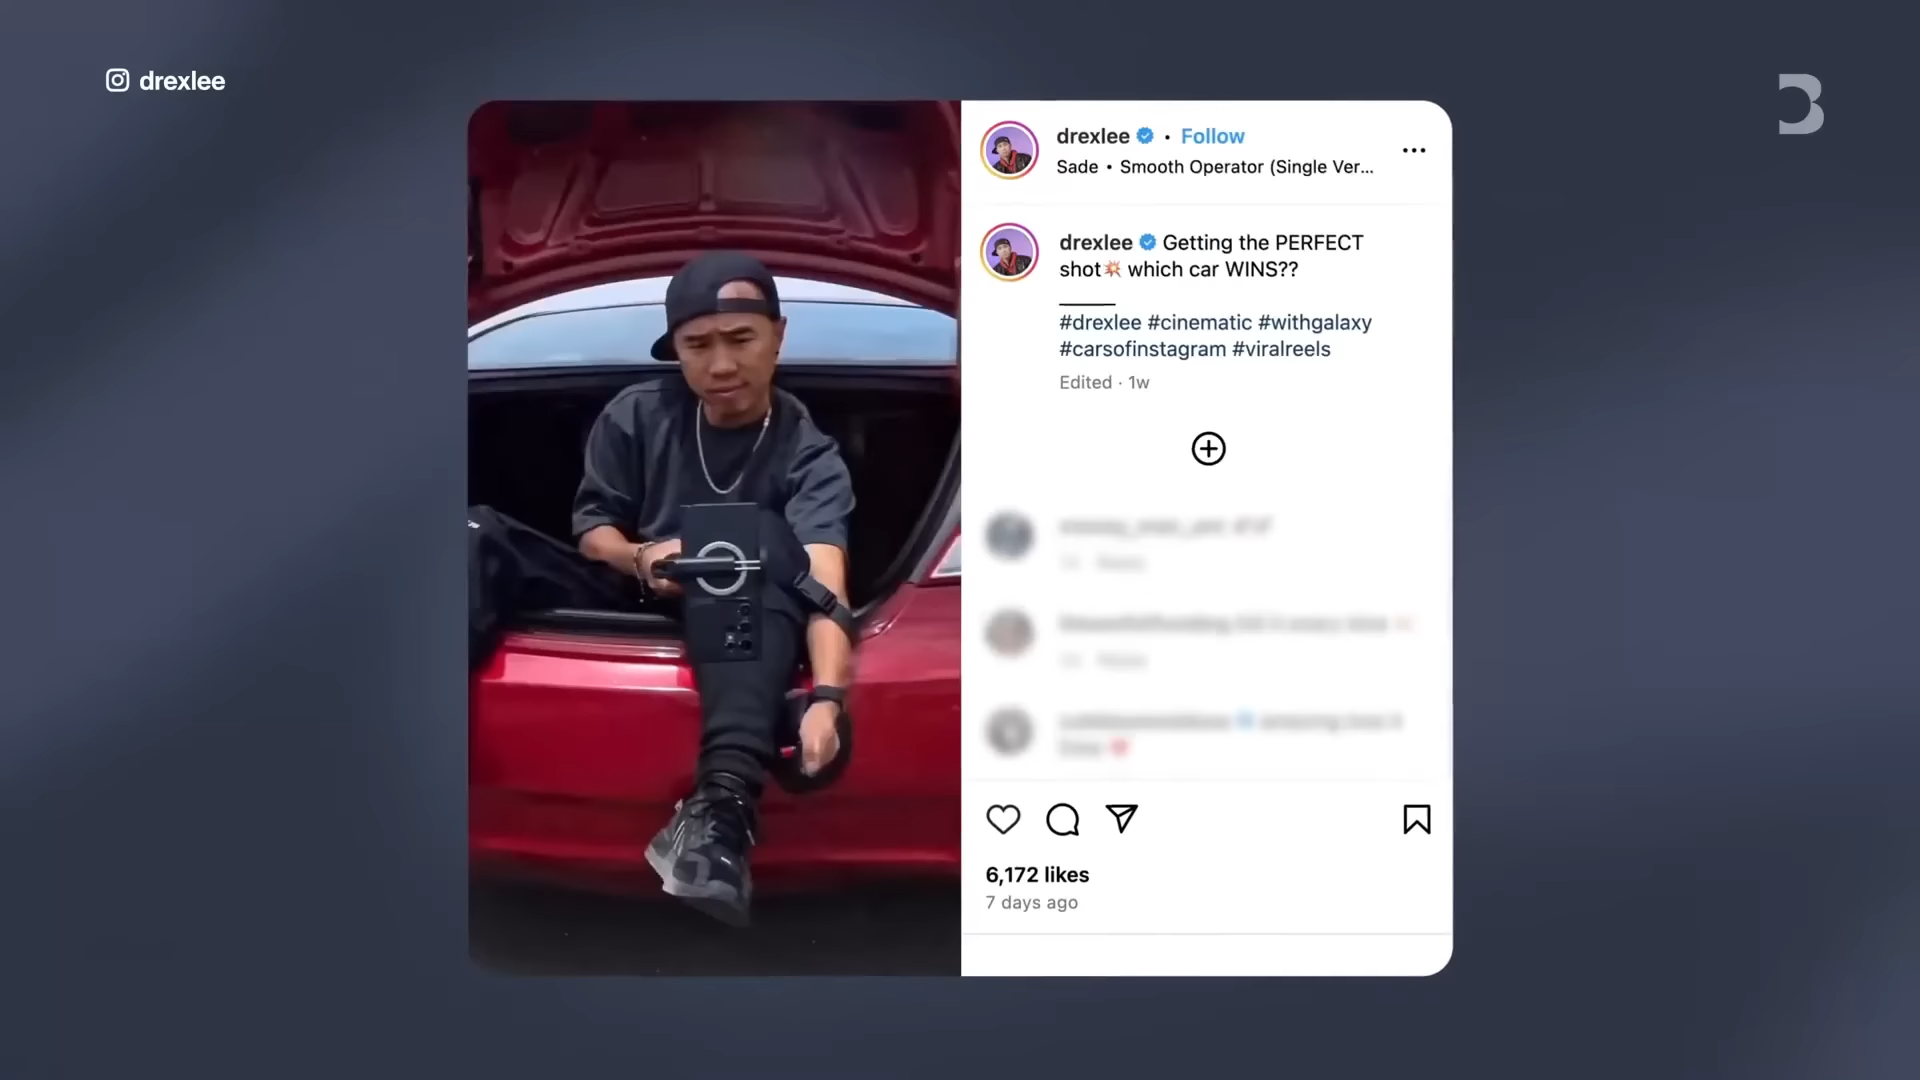 drexlee
drexlee • Follow
Sade • Smooth Operator (Single Ver...
drexlee Getting the PERFECT
shot💥 which car WINS??
#drexlee #cinematic #withgalaxy
#carsofinstagram #viralreels
Edited · 1w
6,172 likes
7 days ago